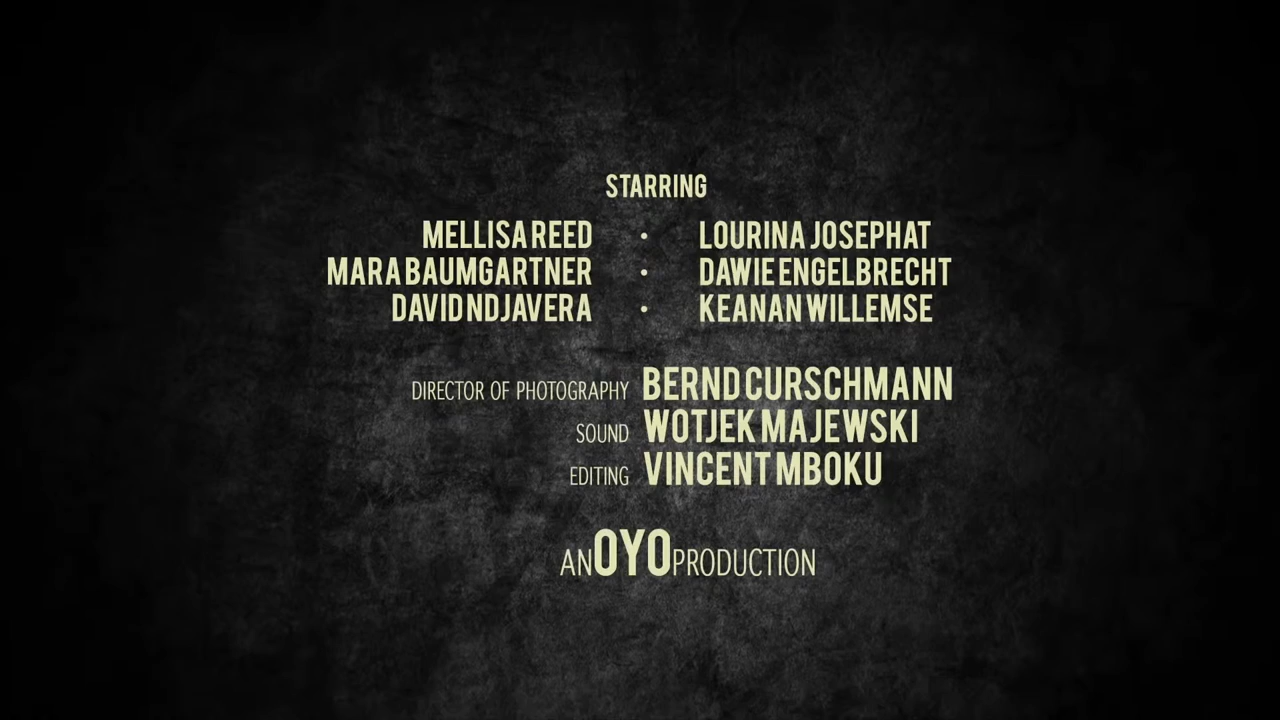 STARRING
MELLISA REED • LOURINA JOSEPHAT
MARA BAUMGARTNER • DAWIE ENGELBRECHT
DAVID NDJAVERA • KEANAN WILLEMSE
DIRECTOR OF PHOTOGRAPHY BERND CURSCHMANN
SOUND WOTJEK MAJEWSKI
EDITING VINCENT MBOKU
AN OYO PRODUCTION